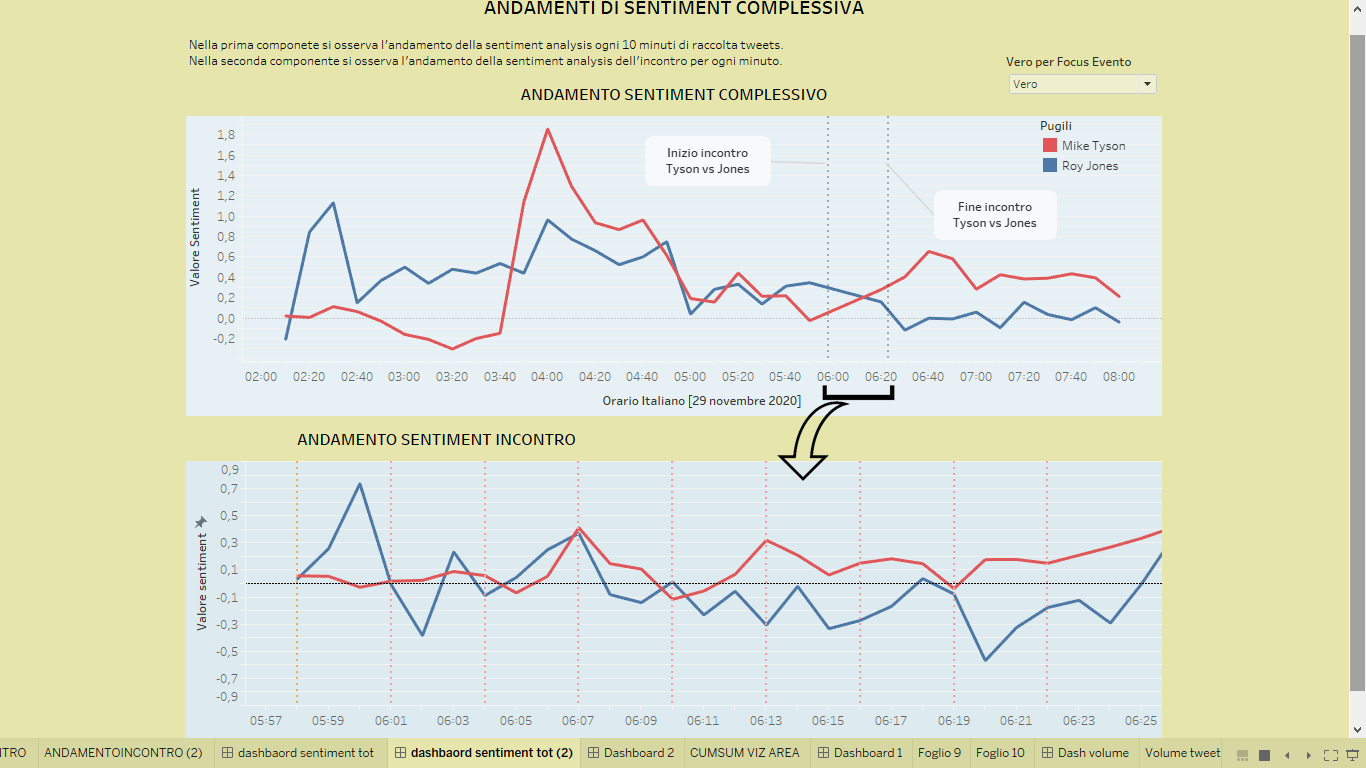 ANDAMENTI DI SENTIMENT COMPLESSIVA
Nella prima componete si osserva l'andamento della sentiment analysis ogni 10 minuti di raccolta tweets.
Nella seconda componente si osserva l'andamento della sentiment analysis dell'incontro per ogni minuto.
Vero per Focus Evento
Vero
ANDAMENTO SENTIMENT COMPLESSIVO
Valore Sentiment
1,8
1,6
1,4
1,2
1,0
0,8
0,6
0,4
0,2
0,0
-0,2
Inizio incontro
Tyson vs Jones
Fine incontro
Tyson vs Jones
Pugili
Mike Tyson
Roy Jones
02:00 02:20 02:40 03:00 03:20 03:40 04:00 04:20 04:40 05:00 05:20 05:40 06:00 06:20 06:40 07:00 07:20 07:40 08:00
Orario Italiano [29 novembre 2020]
ANDAMENTO SENTIMENT INCONTRO
Valore sentiment
0,9
0,7
0,5
0,3
0,1
-0,1
-0,3
-0,5
-0,7
-0,9
05:57 05:59 06:01 06:03 06:05 06:07 06:09 06:11 06:13 06:15 06:17 06:19 06:21 06:23 06:25
NTRO ANDAMENTOINCONTRO (2) dashbaord sentiment tot dashbaord sentiment tot (2) Dashboard 2 CUMSUM VIZ AREA Dashboard 1 Foglio 9 Foglio 10 Dash volume Volume tweet